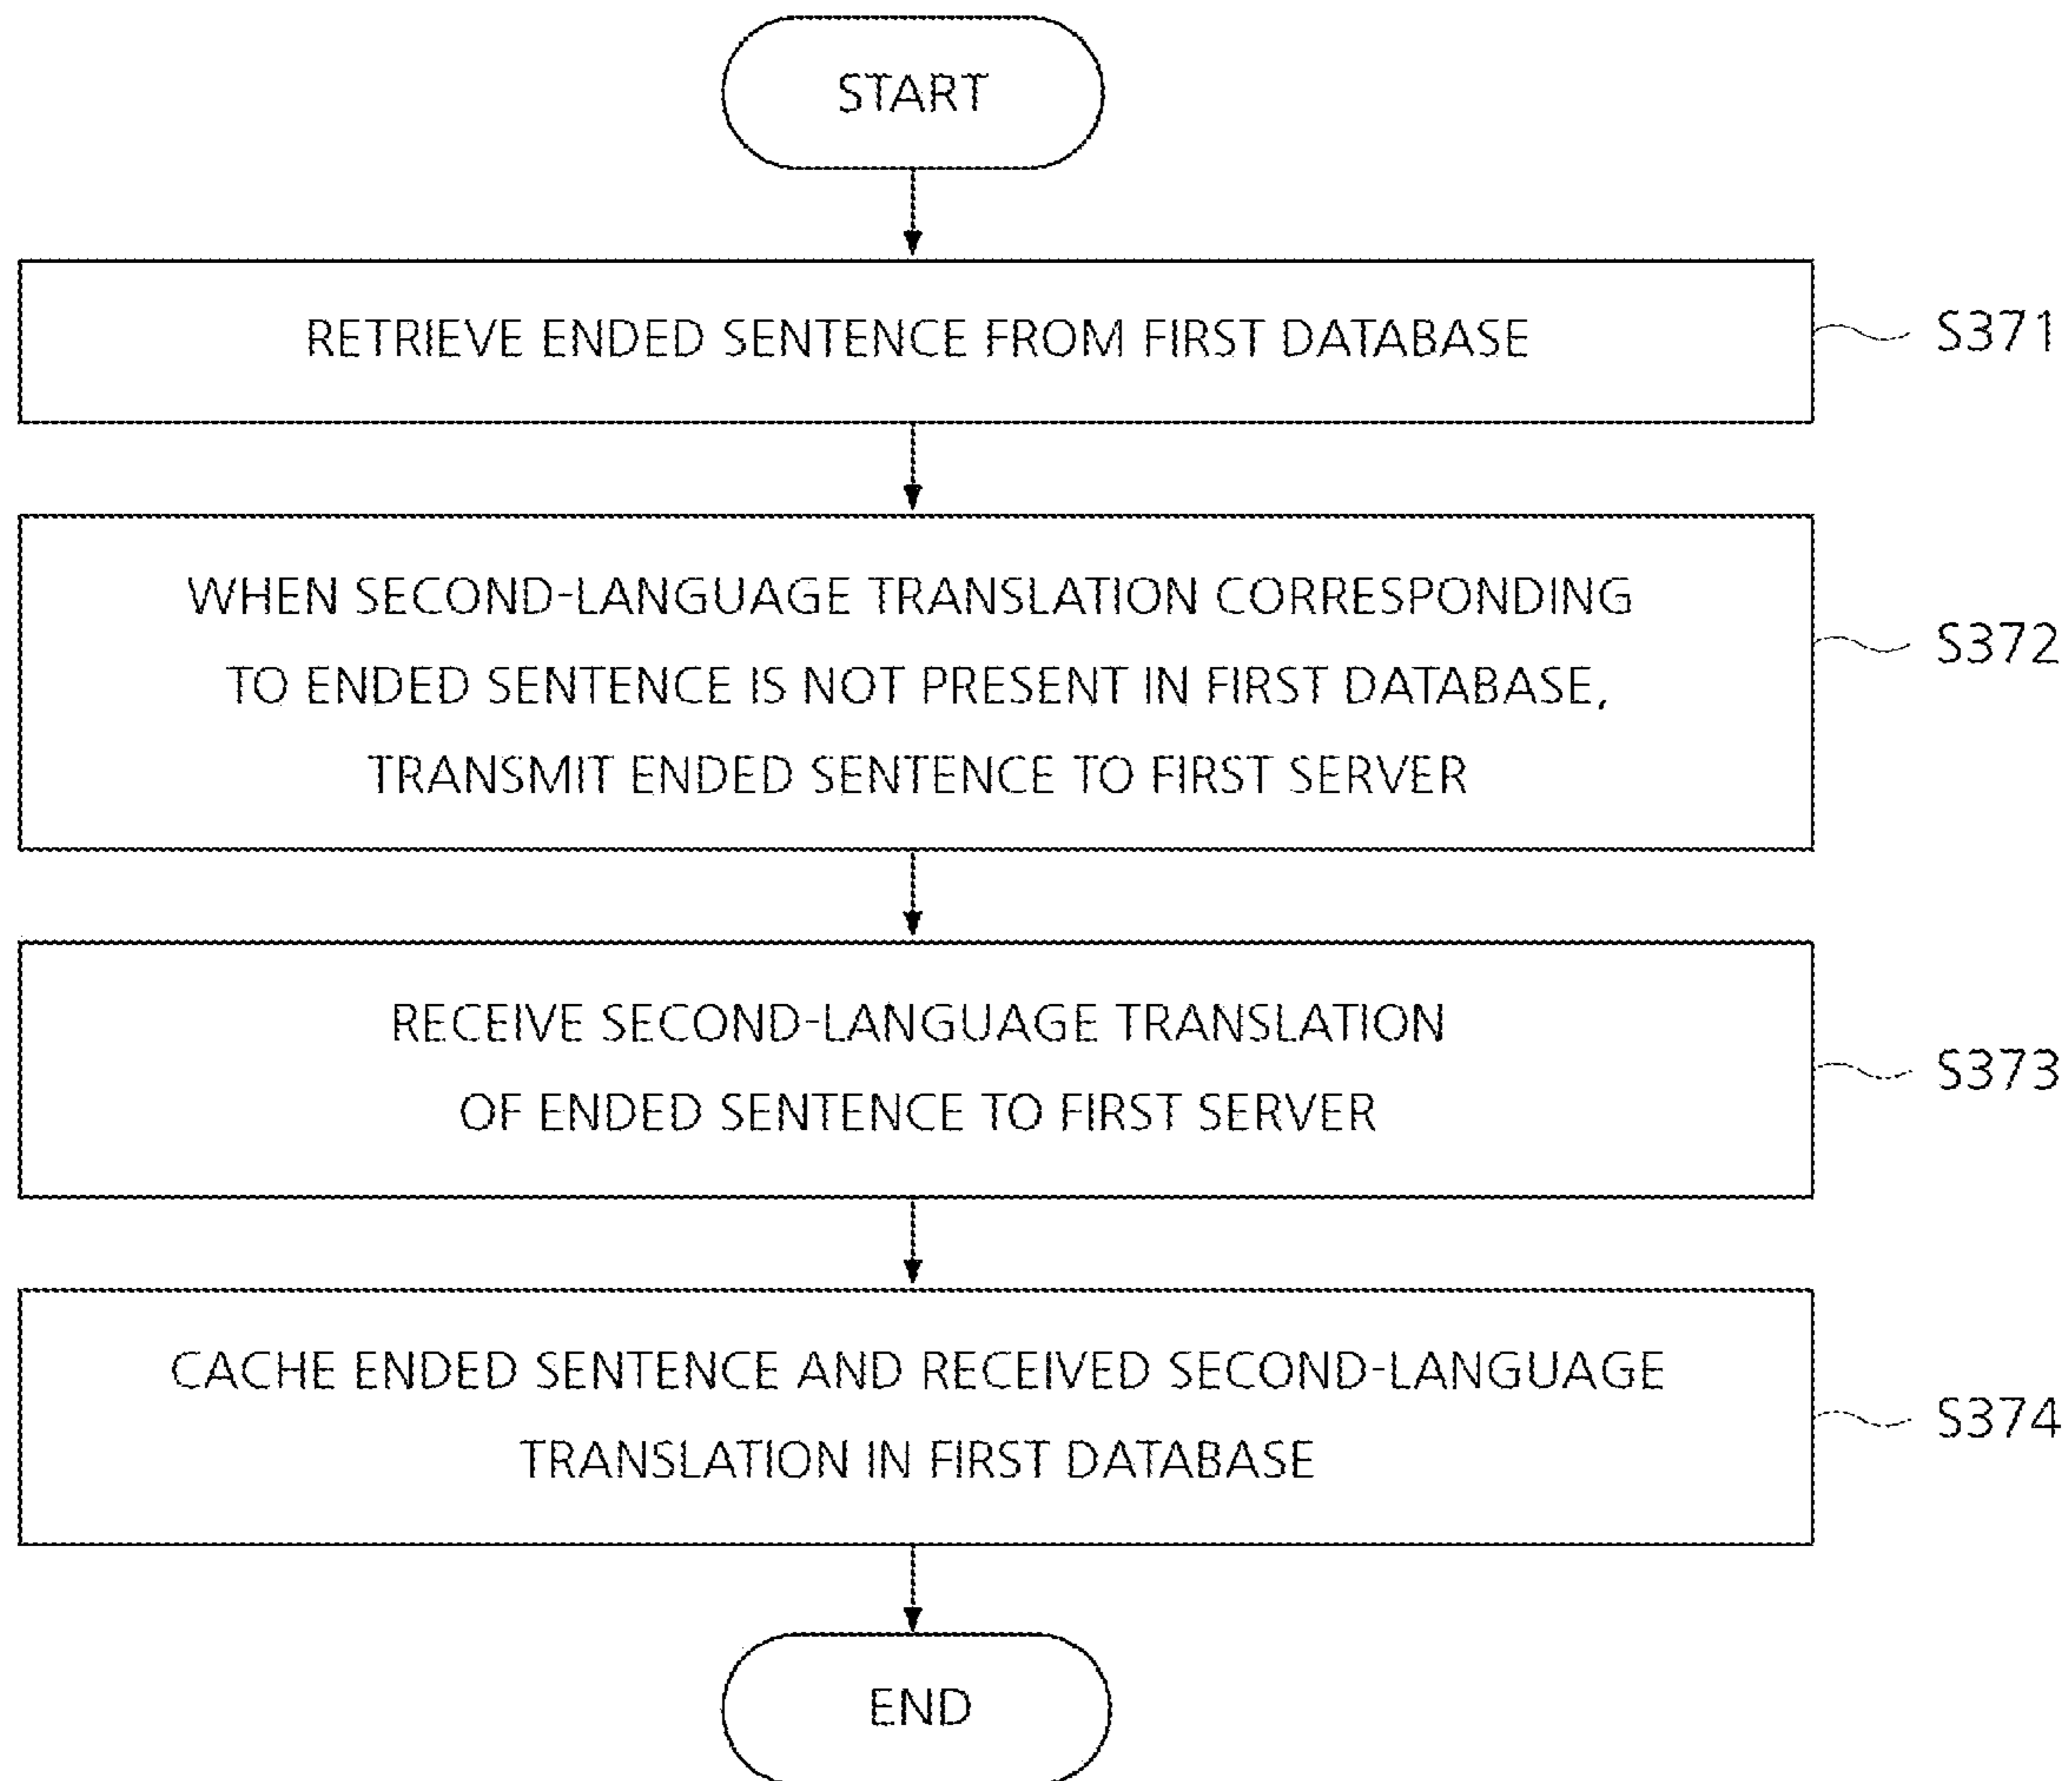 START
RETRIEVE ENDED SENTENCE FROM FIRST DATABASE
S371
WHEN SECOND-LANGUAGE TRANSLATION CORRESPONDING
TO ENDED SENTENCE IS NOT PRESENT IN FIRST DATABASE,
TRANSMIT ENDED SENTENCE TO FIRST SERVER
S372
RECEIVE SECOND-LANGUAGE TRANSLATION
OF ENDED SENTENCE TO FIRST SERVER
S373
CACHE ENDED SENTENCE AND RECEIVED SECOND-LANGUAGE
TRANSLATION IN FIRST DATABASE
S374
END